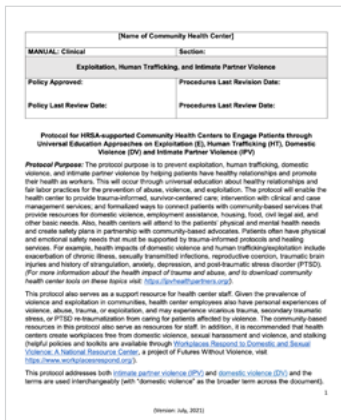 [Name of Community Health Center]
MANUAL: Clinical Section:
Exploitation, Human Trafficking, and Intimate Partner Violence
Policy Approved: Procedures Last Revision Date:
Policy Last Review Date: Procedures Last Review Date:
Protocol for HRSA-supported Community Health Centers to Engage Patients through
Universal Education Approaches on Exploitation (E), Human Trafficking (HT), Domestic
Violence (DV) and Intimate Partner Violence (IPV)
Protocol Purpose: The protocol purpose is to prevent exploitation, human trafficking, domestic
violence, and intimate partner violence by helping patients have healthy relationships and promote
their health as workers. This will occur through universal education about healthy relationships and
fair labor practices for the prevention of abuse, violence, and exploitation. The protocol will enable the
health center to provide trauma-informed, survivor-centered care; intervention with clinical and case
management services; and formalized ways to connect patients with community-based services that
provide resources for domestic violence, employment assistance, housing, food, civil legal aid, and
other basic needs. Also, health centers will attend to the patients' physical and mental health needs
and create safety plans in partnership with community-based advocates. Patients often have physical
and emotional safety needs that must be supported by trauma-informed protocols and healing
services. For example, health impacts of domestic violence and human trafficking/exploitation include
exacerbation of chronic illness, sexually transmitted infections, reproductive coercion, traumatic brain
injuries and history of strangulation, anxiety, depression, and post-traumatic stress disorder (PTSD).
(For more information about the health impact of trauma and abuse, and to download community
health center tools on these topics visit: https://ipvhealthpartners.org/).
This protocol also serves as a support resource for health center staff. Given the prevalence of
violence and exploitation in communities, health center employees also have personal experiences of
violence, abuse, trauma, or exploitation, and may experience vicarious trauma, secondary traumatic
stress, or PTSD re-traumatization from caring for patients affected by violence. The community-based
resources in this protocol also serve as resources for staff. In addition, it is recommended that health
centers create workplaces free from domestic violence, sexual harassment and violence, and stalking
(helpful policies and toolkits are available through Workplaces Respond to Domestic and Sexual
Violence: A National Resource Center, a project of Futures Without Violence, visit
https://www.workplacesrespond.org/).
This protocol addresses both intimate partner violence (IPV) and domestic violence (DV) and the
terms are used interchangeably (with "domestic violence" as the broader term across the document).
1
(Version: July, 2021)